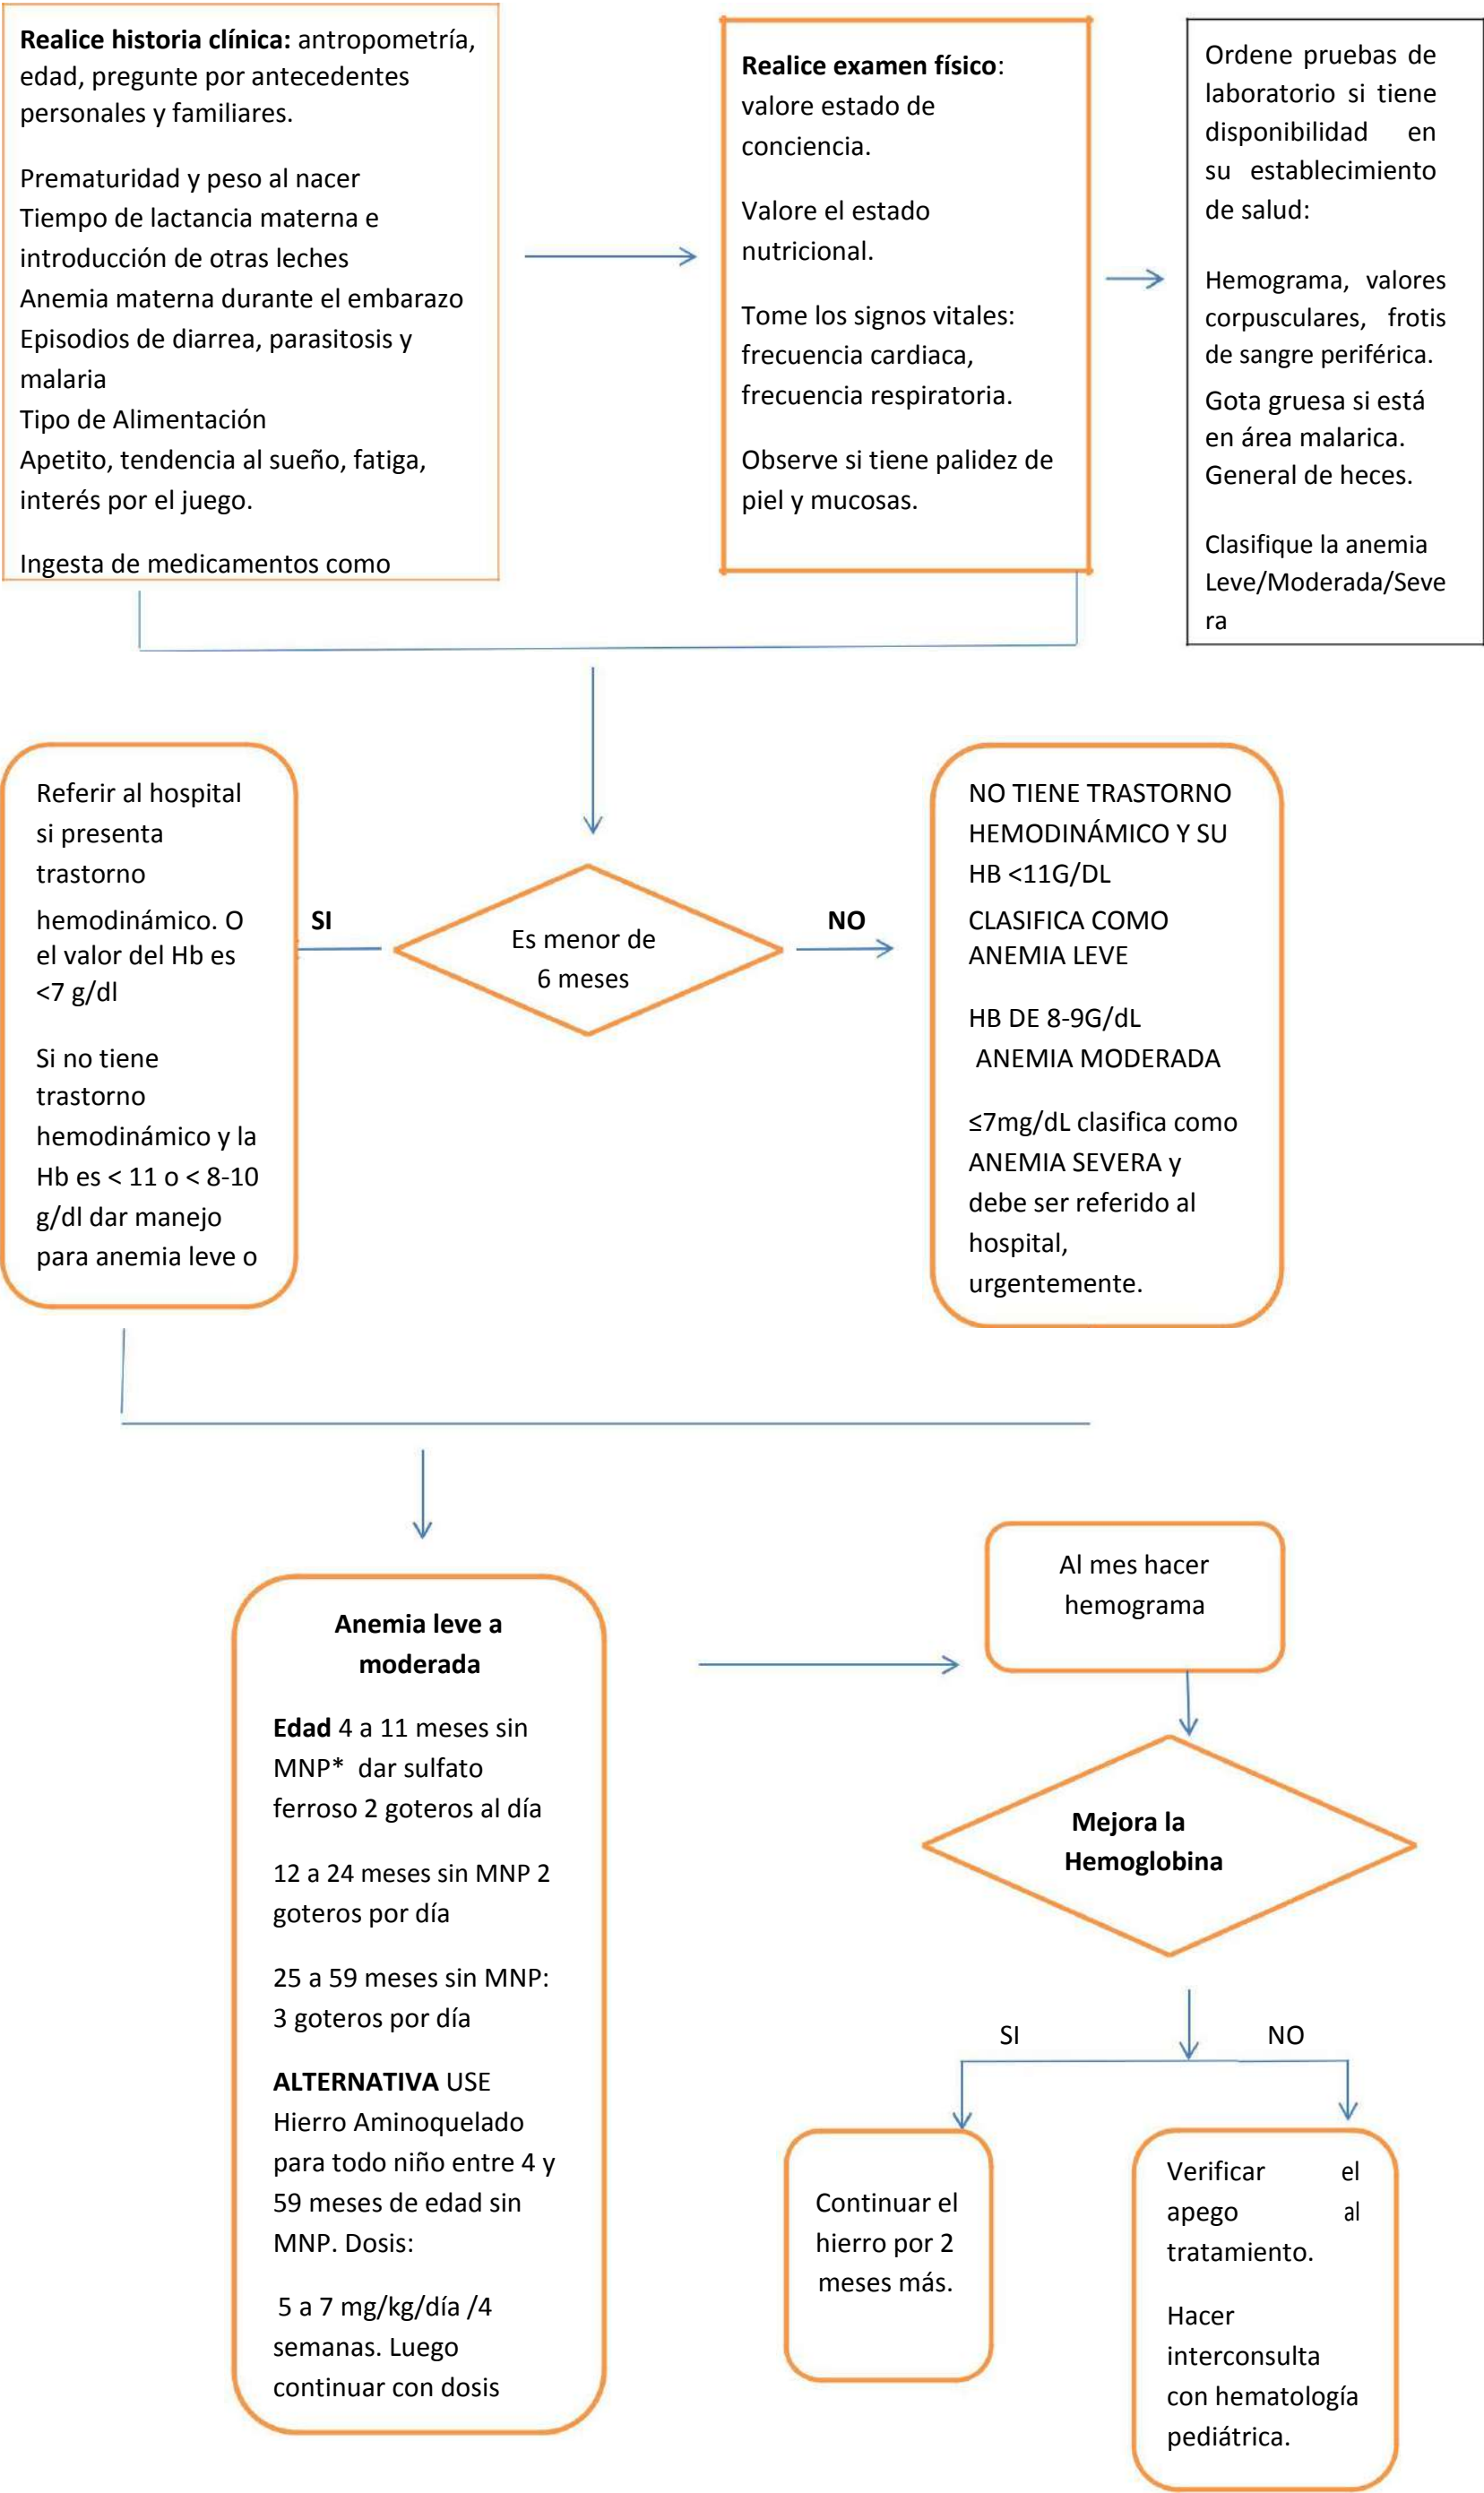 Realice historia clínica: antropometría,
edad, pregunte por antecedentes
personales y familiares.
Prematuridad y peso al nacer
Tiempo de lactancia materna e
introducción de otras leches
Anemia materna durante el embarazo
Episodios de diarrea, parasitosis y
malaria
Tipo de Alimentación
Apetito, tendencia al sueño, fatiga,
interés por el juego.
Ingesta de medicamentos como
Realice examen físico:
valore estado de
conciencia.
Valore el estado
nutricional.
Tome los signos vitales:
frecuencia cardiaca,
frecuencia respiratoria.
Observe si tiene palidez de
piel y mucosas.
Ordene pruebas de
laboratorio si tiene
disponibilidad en
su establecimiento
de salud:
Hemograma, valores
corpusculares, frotis
de sangre periférica.
Gota gruesa si está
en área malarica.
General de heces.
Clasifique la anemia
Leve/Moderada/Seve
ra
Referir al hospital
si presenta
trastorno
hemodinámico. O
el valor del Hb es
<7 g/dl
Si no tiene
trastorno
hemodinámico y la
Hb es < 11 o < 8-10
g/dl dar manejo
para anemia leve o
SI
Es menor de
6 meses
NO
NO TIENE TRASTORNO
HEMODINÁMICO Y SU
HB <11G/DL
CLASIFICA COMO
ANEMIA LEVE
HB DE 8-9G/dL
ANEMIA MODERADA
≤7mg/dL clasifica como
ANEMIA SEVERA y
debe ser referido al
hospital,
urgentemente.
Anemia leve a
moderada
Edad 4 a 11 meses sin
MNP* dar sulfato
ferroso 2 goteros al día
12 a 24 meses sin MNP 2
goteros por día
25 a 59 meses sin MNP:
3 goteros por día
ALTERNATIVA USE
Hierro Aminoquelado
para todo niño entre 4 y
59 meses de edad sin
MNP. Dosis:
5 a 7 mg/kg/día /4
semanas. Luego
continuar con dosis
Al mes hacer
hemograma
Mejora la
Hemoglobina
SI
NO
Continuar el
hierro por 2
meses más.
Verificar el
apego al
tratamiento.
Hacer
interconsulta
con hematología
pediátrica.